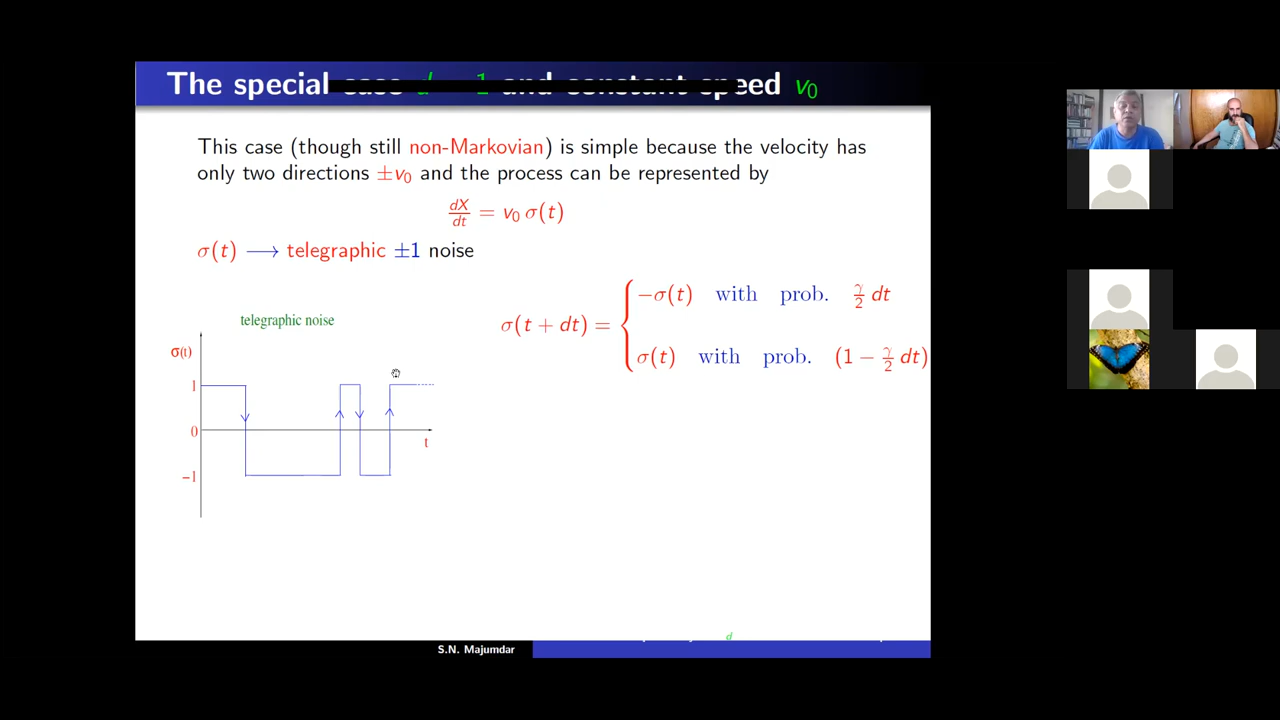 The special case d = 1 and constant speed v₀
This case (though still non-Markovian) is simple because the velocity has
only two directions ±v₀ and the process can be represented by
dX/dt = v₀ σ(t)
σ(t) ⟶ telegraphic ±1 noise
telegraphic noise
σ(t)
1
0
−1
t
σ(t + dt) = { −σ(t) with prob. γ/2 dt
σ(t) with prob. (1 − γ/2 dt)
d
S.N. Majumdar